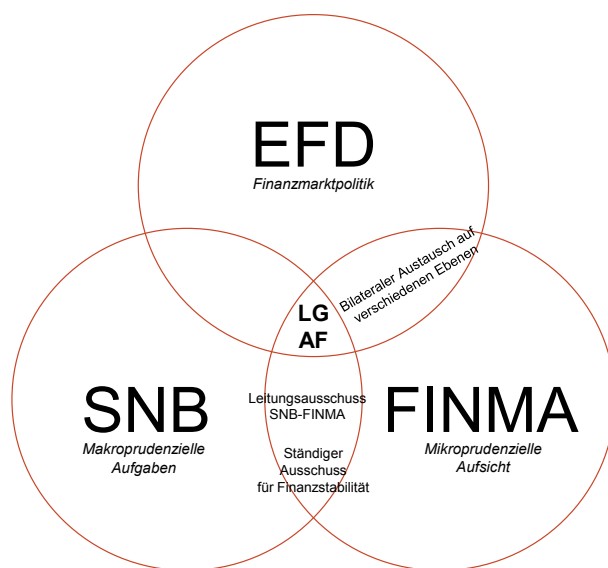 EFD
Finanzmarktpolitik
Bilateraler Austausch auf
verschiedenen Ebenen
LG
AF
SNB
Makroprudenzielle
Aufgaben
Leitungsausschuss
SNB-FINMA
Ständiger
Ausschuss
für Finanzstabilität
FINMA
Mikroprudenzielle
Aufsicht